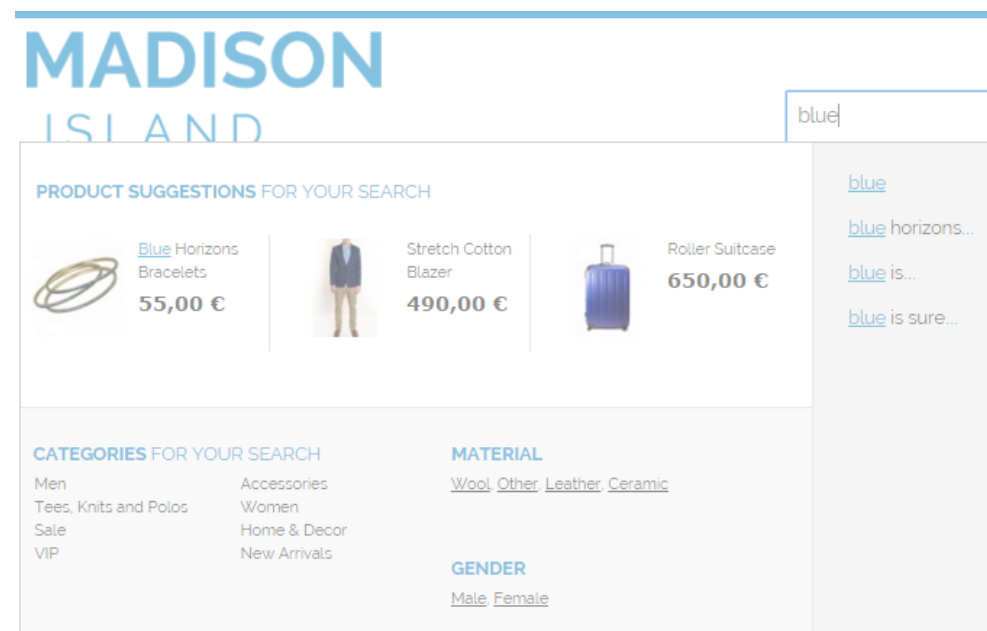 MADISON
ISLAND
blue
PRODUCT SUGGESTIONS FOR YOUR SEARCH
Blue Horizons
Bracelets
55,00 €
Stretch Cotton
Blazer
490,00 €
Roller Suitcase
650,00 €
blue
blue horizons...
blue is...
blue is sure...
CATEGORIES FOR YOUR SEARCH
Men
Tees, Knits and Polos
Sale
VIP
Accessories
Women
Home & Decor
New Arrivals
MATERIAL
Wool, Other, Leather, Ceramic
GENDER
Male, Female